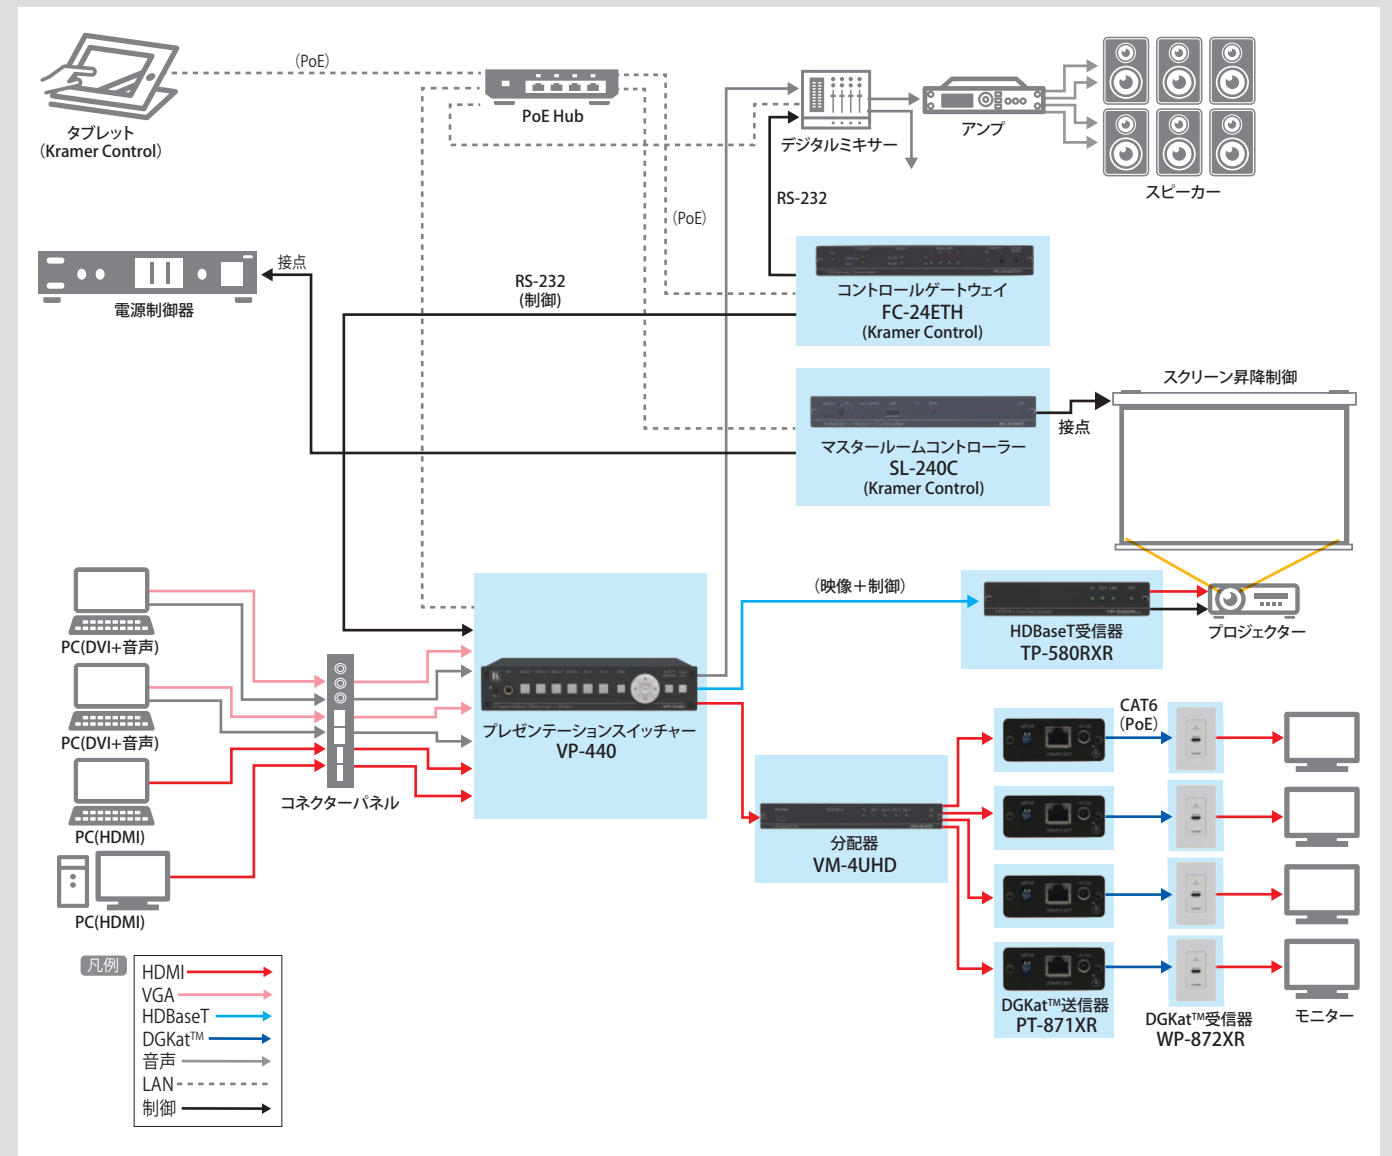 (PoE)
タブレット
(Kramer Control)
PoE Hub
デジタルミキサー
アンプ
スピーカー
RS-232
(PoE)
接点
電源制御器
RS-232
(制御)
コントロールゲートウェイ
FC-24ETH
(Kramer Control)
スクリーン昇降制御
接点
マスタールームコントローラー
SL-240C
(Kramer Control)
(映像＋制御)
HDBaseT受信器
TP-580RXR
プロジェクター
PC(DVI+音声)
PC(DVI+音声)
PC(HDMI)
PC(HDMI)
コネクターパネル
プレゼンテーションスイッチャー
VP-440
分配器
VM-4UHD
CAT6
(PoE)
DGKat™送信器
PT-871XR
DGKat™受信器
WP-872XR
モニター
凡例
HDMI
VGA
HDBaseT
DGKat™
音声
LAN
制御